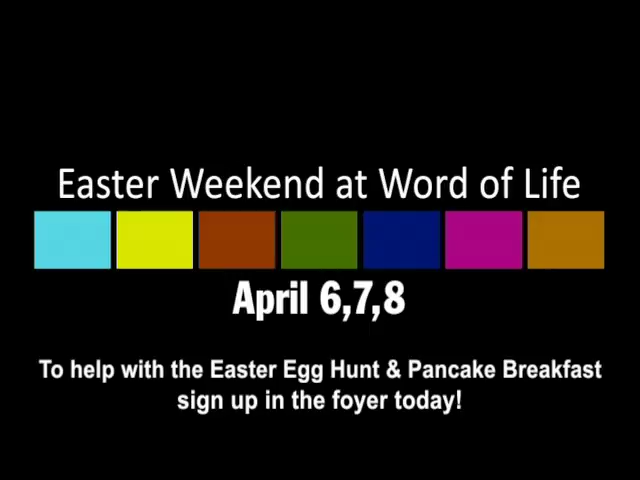 Easter Weekend at Word of Life
April 6,7,8
To help with the Easter Egg Hunt & Pancake Breakfast
sign up in the foyer today!